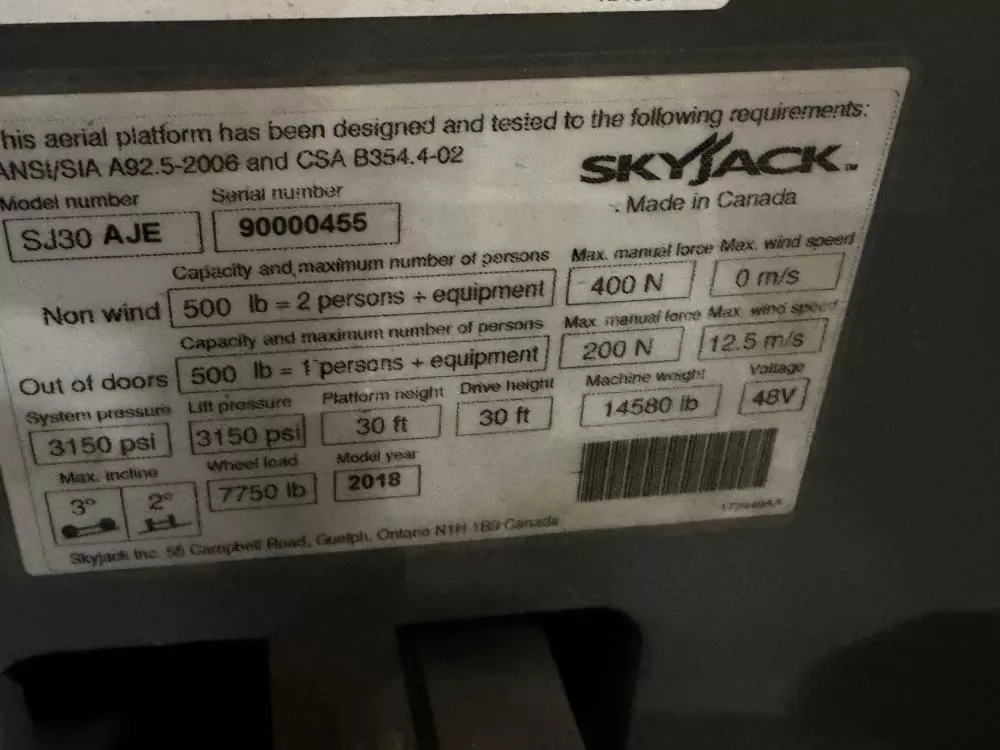 his aerial platform has been designed and tested to the following requirements:
ANSI/SIA A92.5-2006 and CSA B354.4-02
SKYJACK™
Made in Canada
Model number Serial number
SJ30 AJE 90000455
Capacity and maximum number of persons Max. manual force Max. wind speed
Non wind 500 lb = 2 persons + equipment 400 N 0 m/s
Capacity and maximum number of persons Max. manual force Max wind speed
Out of doors 500 lb = 1 persons + equipment 200 N 12.5 m/s
System pressure Lift pressure Platform height Drive height Machine weight Voltage
3150 psi 3150 psi 30 ft 30 ft 14580 lb 48V
Max. incline Wheel load Model year
3° 2° 7750 lb 2018
Skyjack Inc. 55 Campbell Road, Guelph, Ontario N1H 1B9 Canada